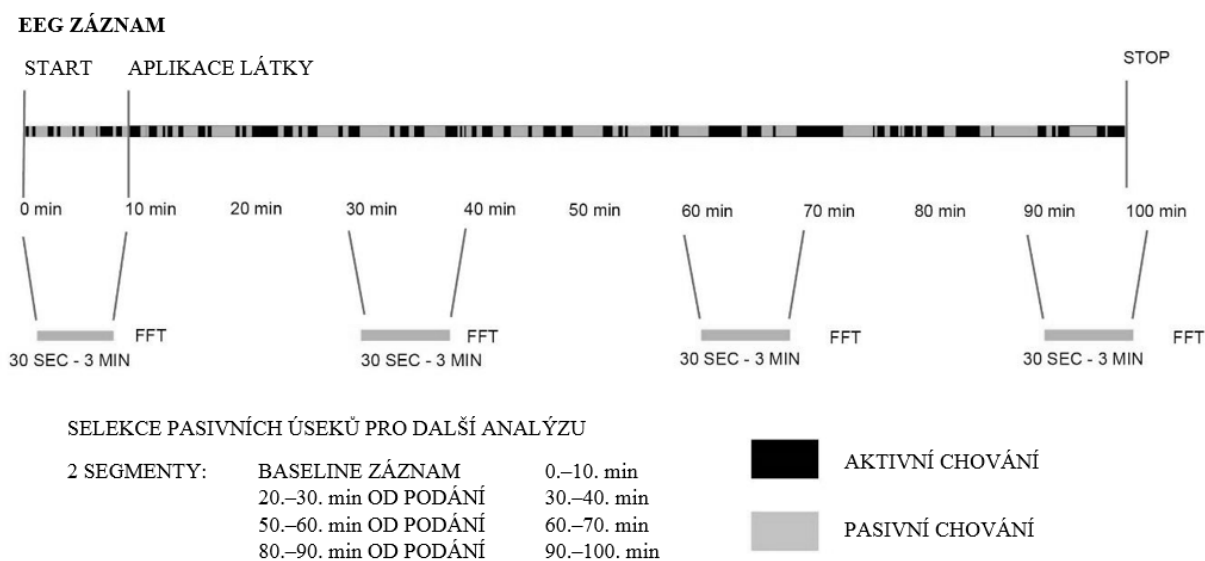 EEG ZÁZNAM
START APLIKACE LÁTKY STOP
0 min 10 min 20 min 30 min 40 min 50 min 60 min 70 min 80 min 90 min 100 min
FFT FFT FFT FFT
30 SEC - 3 MIN 30 SEC - 3 MIN 30 SEC - 3 MIN 30 SEC - 3 MIN
SELEKCE PASIVNÍCH ÚSEKŮ PRO DALŠÍ ANALÝZU
2 SEGMENTY: BASELINE ZÁZNAM 0.–10. min
20.–30. min OD PODÁNÍ 30.–40. min
50.–60. min OD PODÁNÍ 60.–70. min
80.–90. min OD PODÁNÍ 90.–100. min
AKTIVNÍ CHOVÁNÍ
PASIVNÍ CHOVÁNÍ